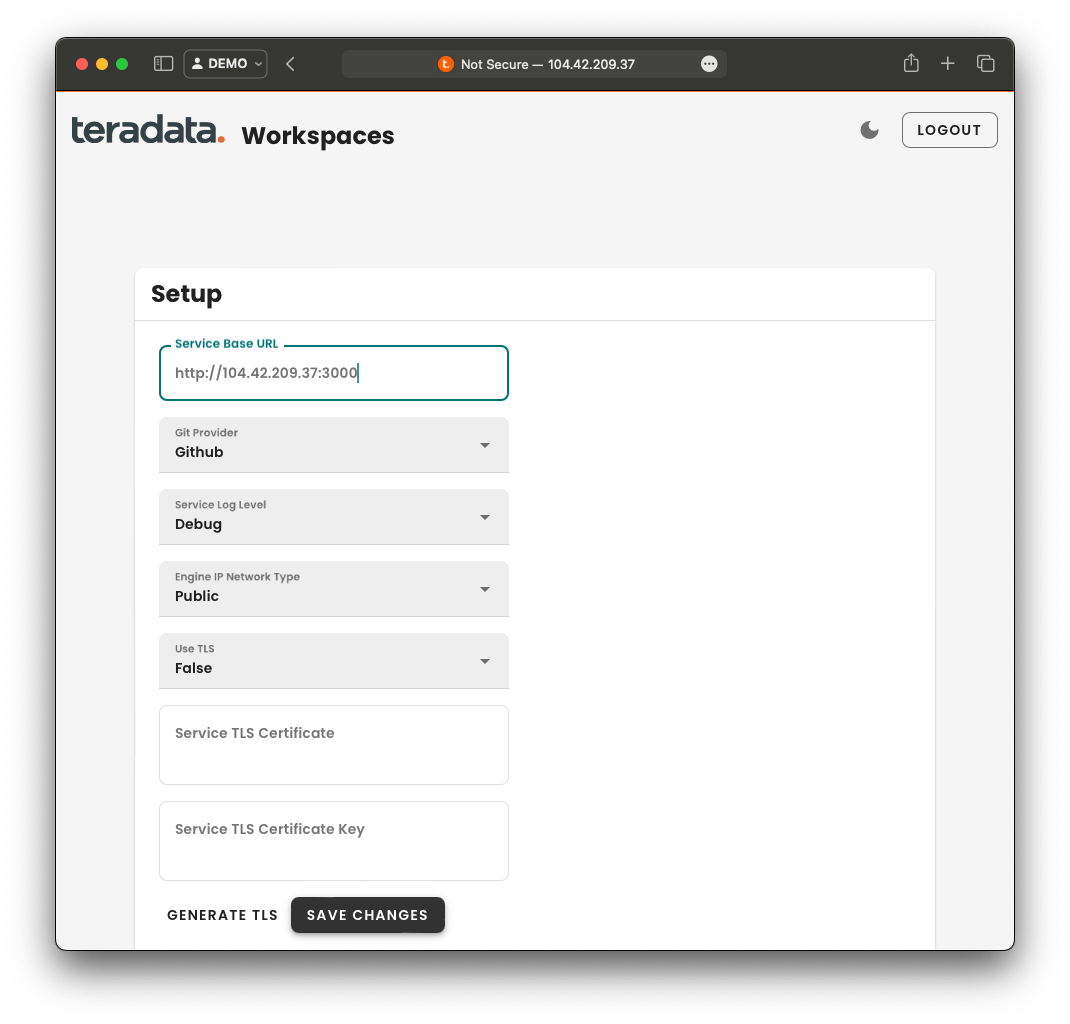 DEMO
t.
Not Secure — 104.42.209.37
teradata. Workspaces
LOGOUT
Setup
Service Base URL
http://104.42.209.37:3000
Git Provider
Github
Service Log Level
Debug
Engine IP Network Type
Public
Use TLS
False
Service TLS Certificate
Service TLS Certificate Key
GENERATE TLS
SAVE CHANGES